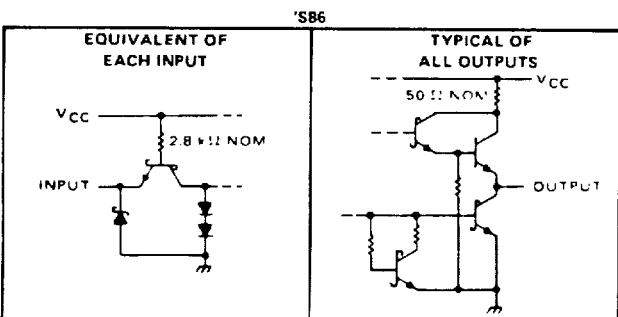 'S86
EQUIVALENT OF
EACH INPUT
VCC
2.8 kΩ NOM
INPUT
TYPICAL OF
ALL OUTPUTS
VCC
50 Ω NOM
OUTPUT